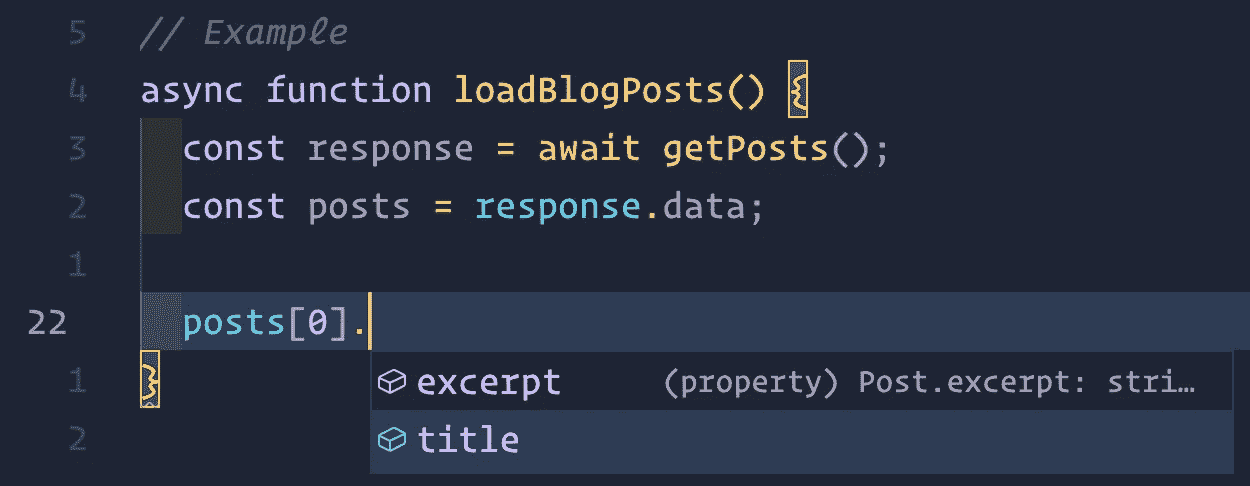 5 // Example
4 async function loadBlogPosts() {
3 const response = await getPosts();
2 const posts = response.data;
1
22 posts[0].
excerpt (property) Post.excerpt: stri…
1 }
title
2